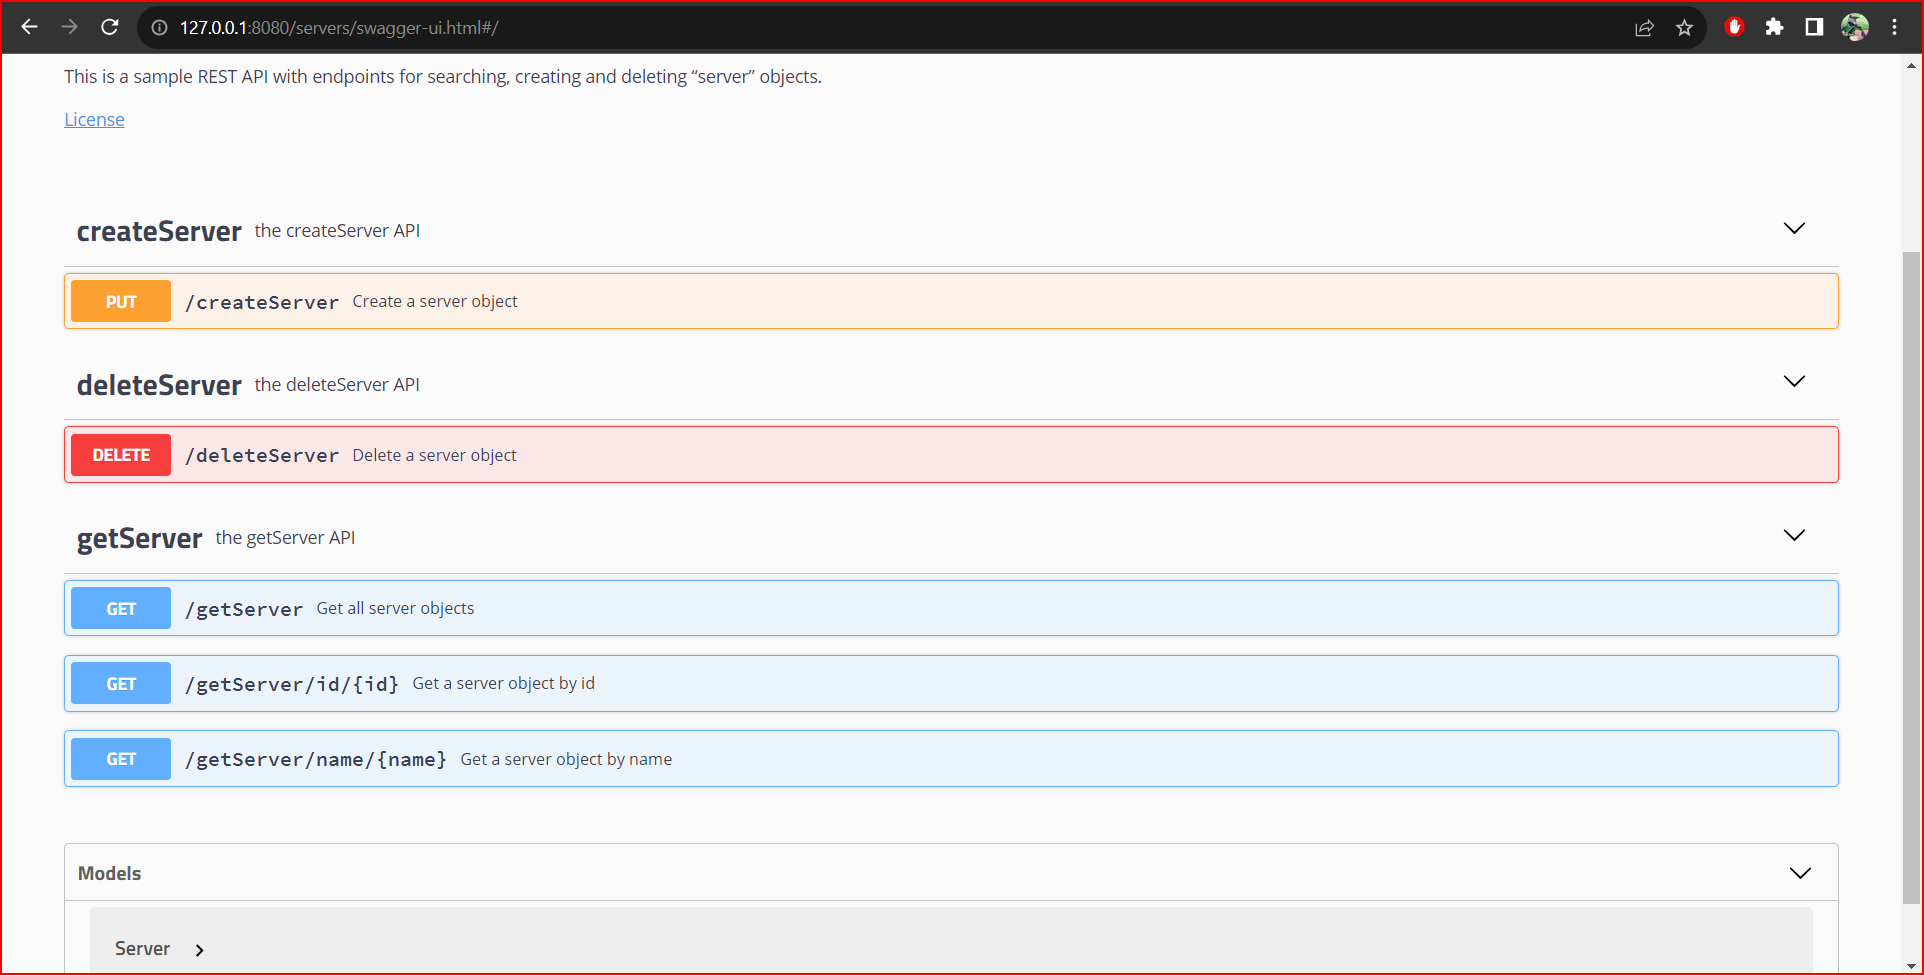 127.0.0.1:8080/servers/swagger-ui.html#/
This is a sample REST API with endpoints for searching, creating and deleting “server” objects.
License
createServer the createServer API
PUT /createServer Create a server object
deleteServer the deleteServer API
DELETE /deleteServer Delete a server object
getServer the getServer API
GET /getServer Get all server objects
GET /getServer/id/{id} Get a server object by id
GET /getServer/name/{name} Get a server object by name
Models
Server